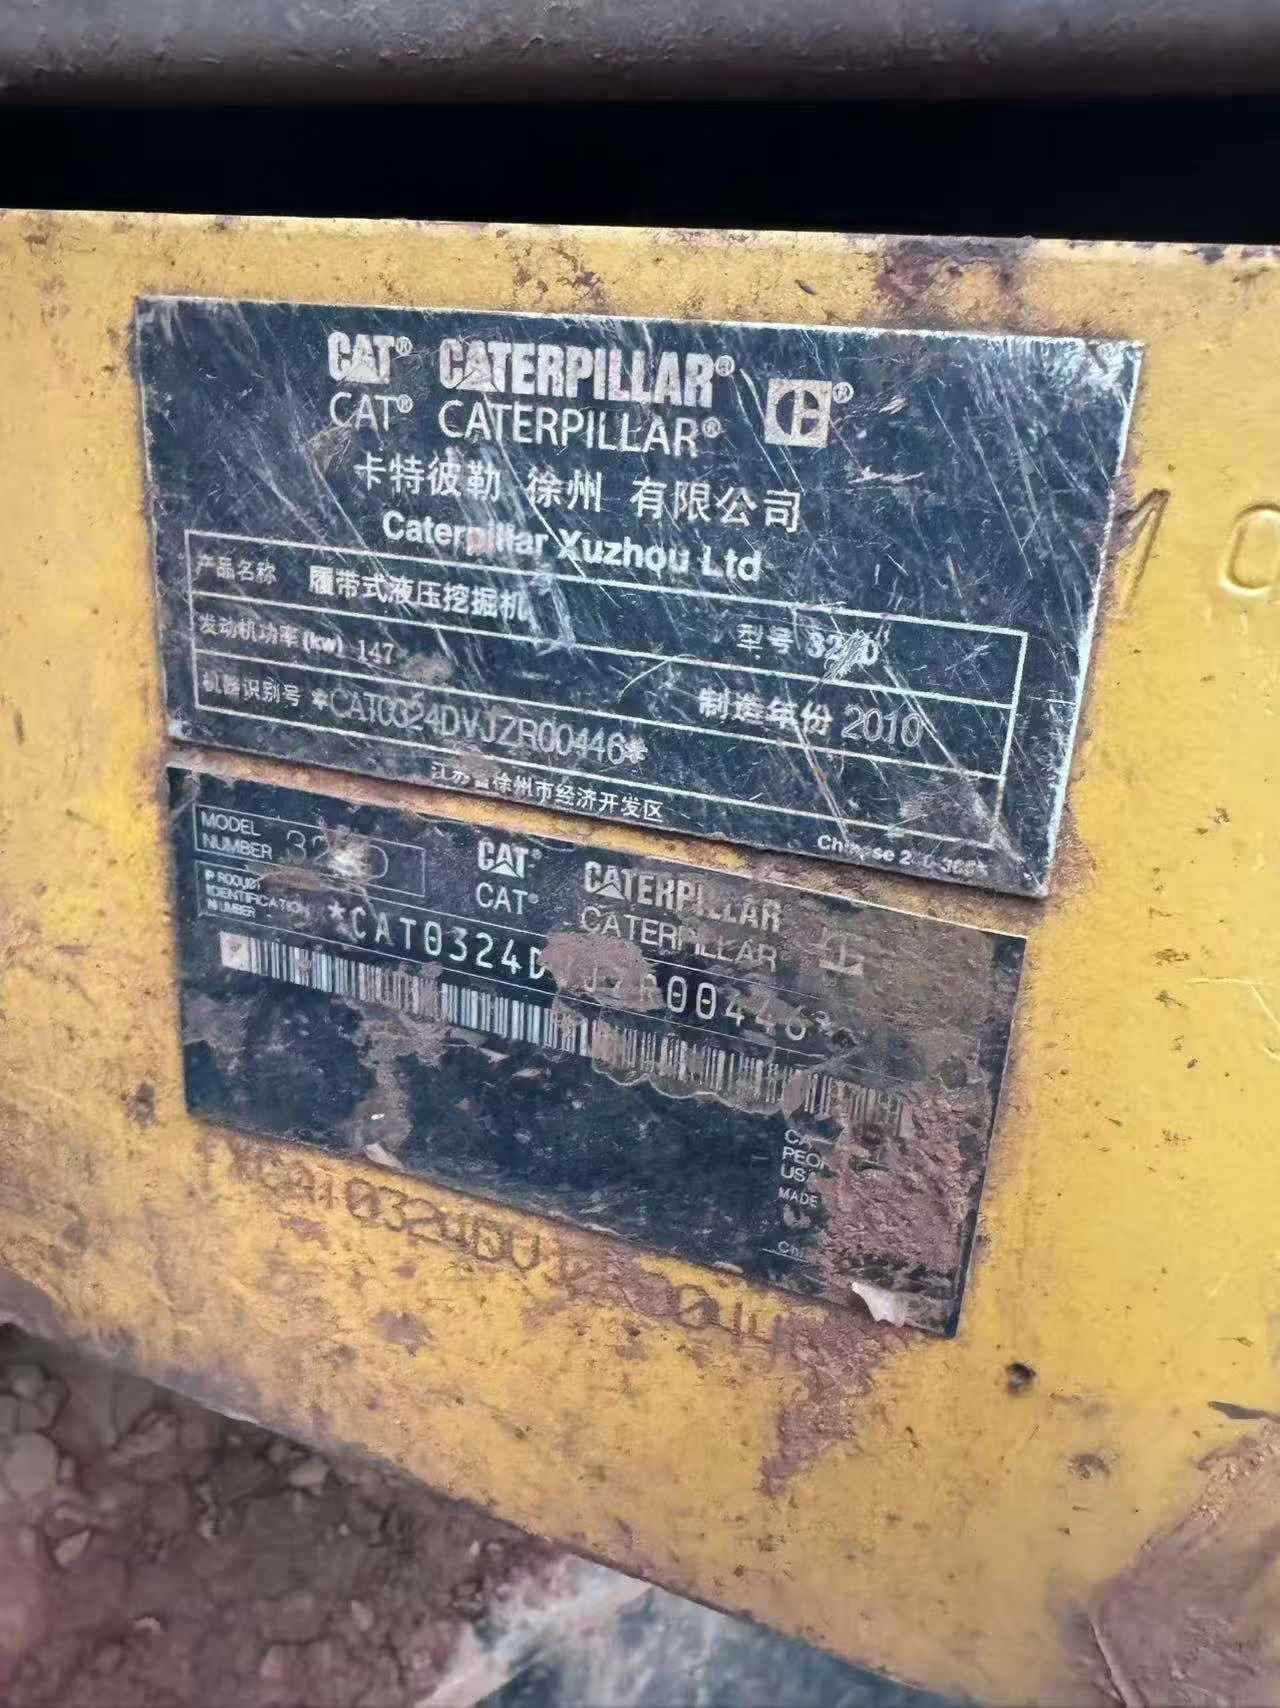 CAT® CATERPILLAR® ®
CAT® CATERPILLAR®
卡特彼勒 徐州 有限公司
Caterpillar Xuzhou Ltd
产品名称 履带式液压挖掘机 型号
发动机功率(kw) 147 制造年份 2010
机器识别号 *CAT0324DVJZR00446*
江苏省徐州市经济开发区
MODEL
NUMBER
CAT® CATERPILLAR
CAT® CATERPILLAR
PRODUCT
IDENTIFICATION
NUMBER
*CAT0324DVJZR00446*
MADE
10